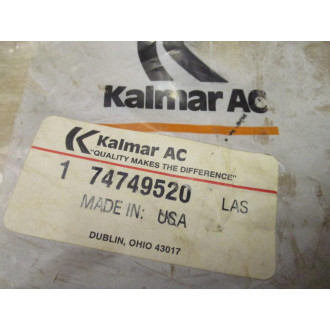 Kalmar AC
Kalmar AC
"QUALITY MAKES THE DIFFERENCE"
1 74749520 LAS
MADE IN: USA
DUBLIN, OHIO 43017